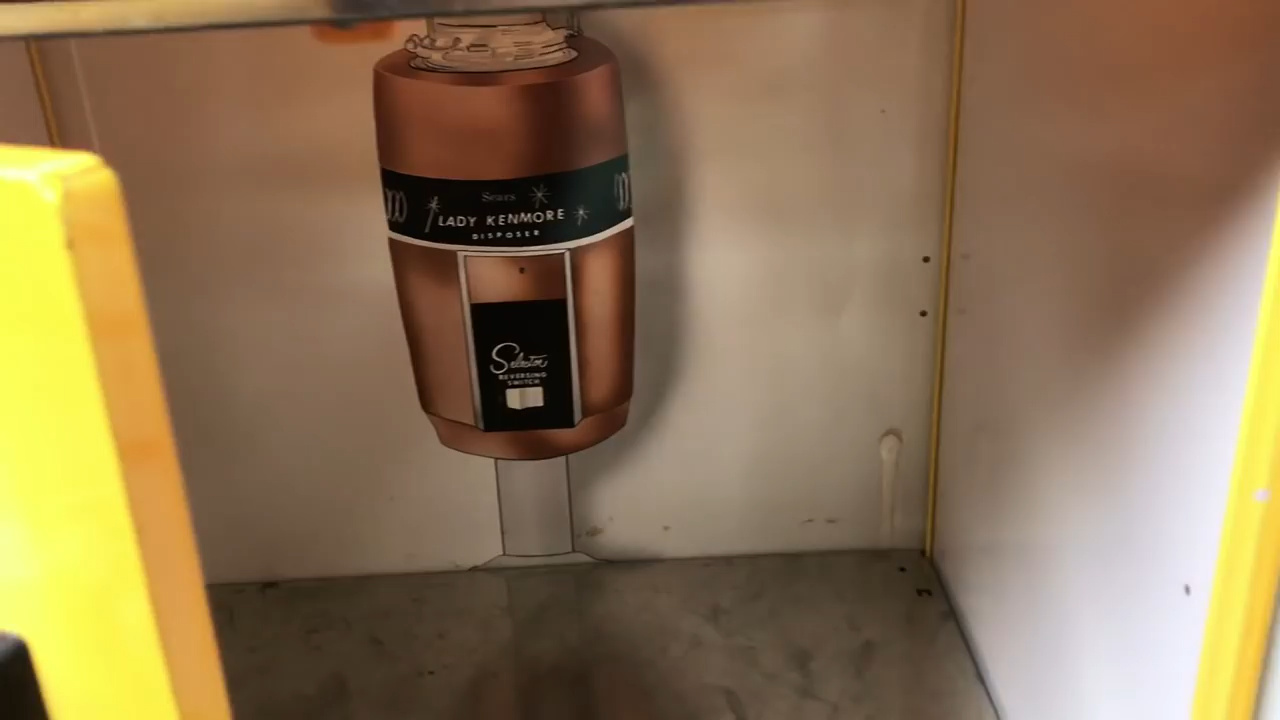 Sears
LADY KENMORE
DISPOSER
Selector
REVERSING
SWITCH